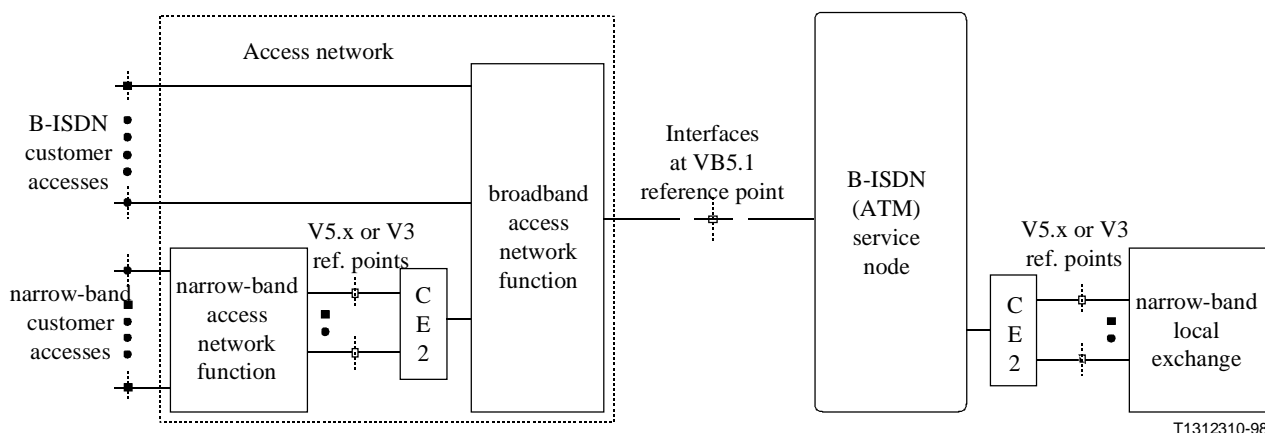 Access network
B-ISDN
customer
accesses
broadband
access
network
function
Interfaces
at VB5.1
reference point
B-ISDN
(ATM)
service
node
V5.x or V3
ref. points
narrow-band
customer
accesses
narrow-band
access
network
function
C
E
2
V5.x or V3
ref. points
C
E
2
narrow-band
local
exchange
T1312310-98